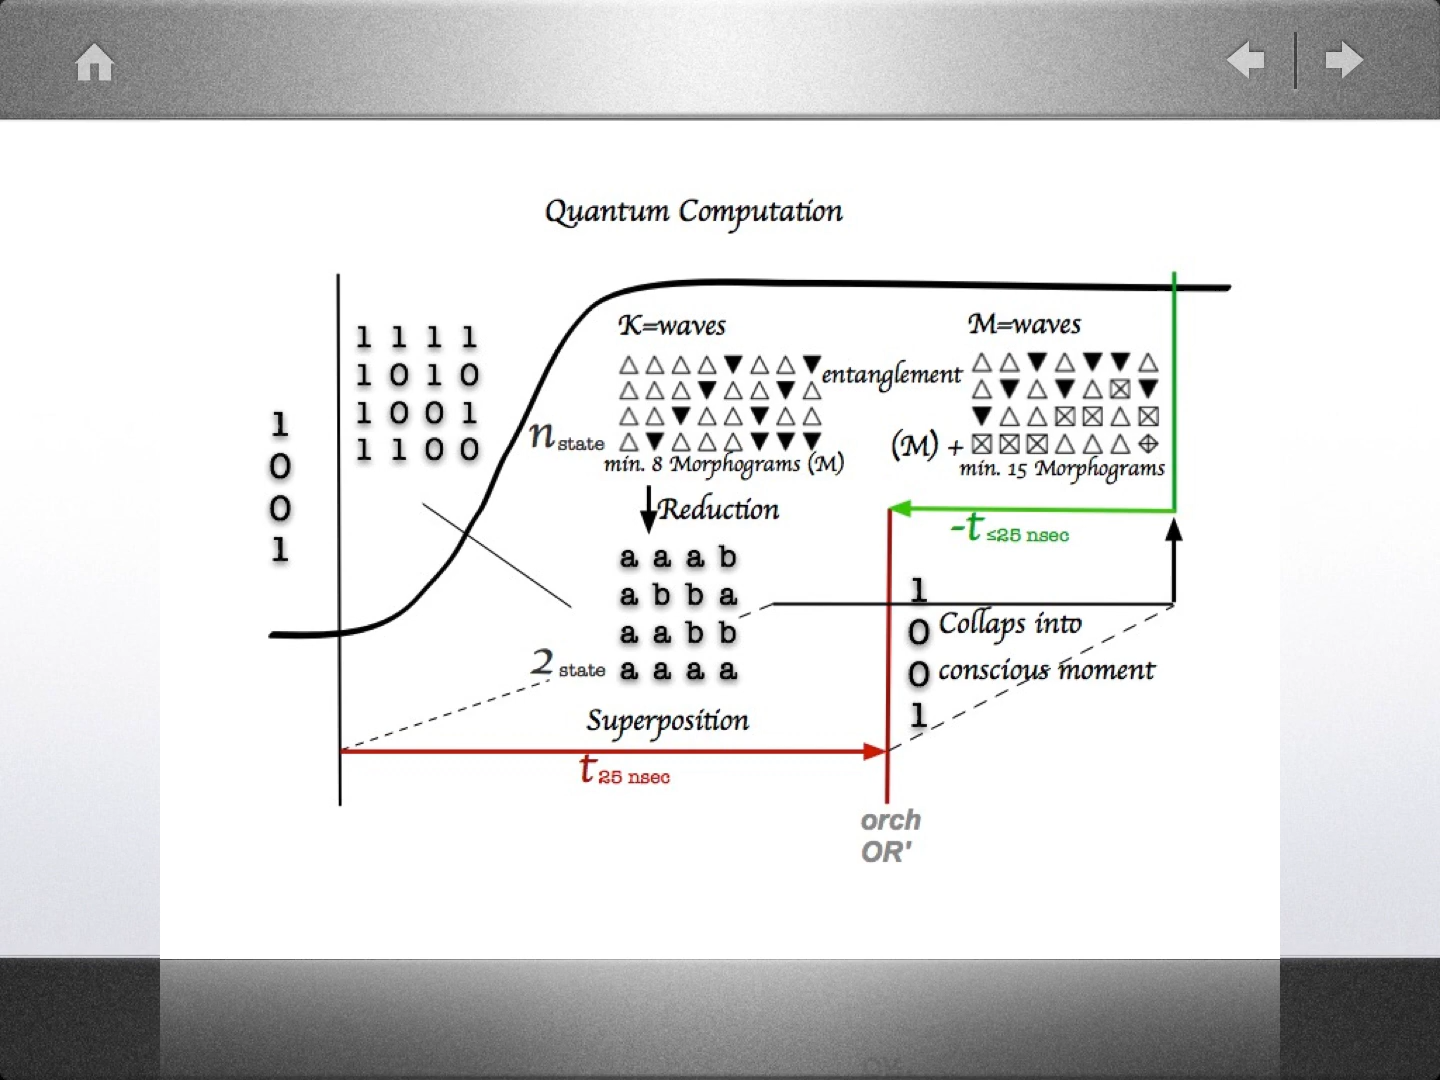 Quantum Computation
1
0
0
1
1 1 1 1
1 0 1 0
1 0 0 1
1 1 0 0
K=waves
n state
min. 8 Morphograms (M)
entanglement
M=waves
(M) +
min. 15 Morphograms
Reduction
a a a b
a b b a
a a b b
a a a a
2 state
Superposition
t 25 nsec
-t ≤25 nsec
1
0
0
1
Collaps into
conscious moment
orch
OR'